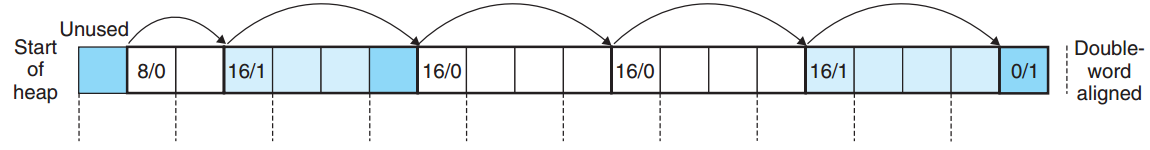 Unused
Start
of
heap
8/0
16/1
16/0
16/0
16/1
0/1
Double-
word
aligned